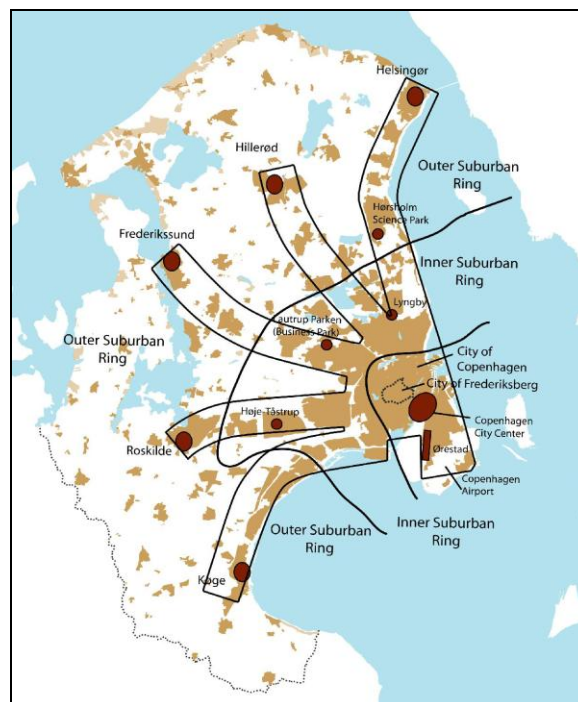 Helsingør
Hillerød
Outer Suburban
Ring
Hørsholm
Science Park
Frederikssund
Inner Suburban
Ring
Lyngby
Lautrup Parken
(Business Park)
Outer Suburban
Ring
City of
Copenhagen
City of Frederiksberg
Høje-Tåstrup
Copenhagen
City Center
Roskilde
Ørestad
Copenhagen
Airport
Outer Suburban
Ring
Inner Suburban
Ring
Køge